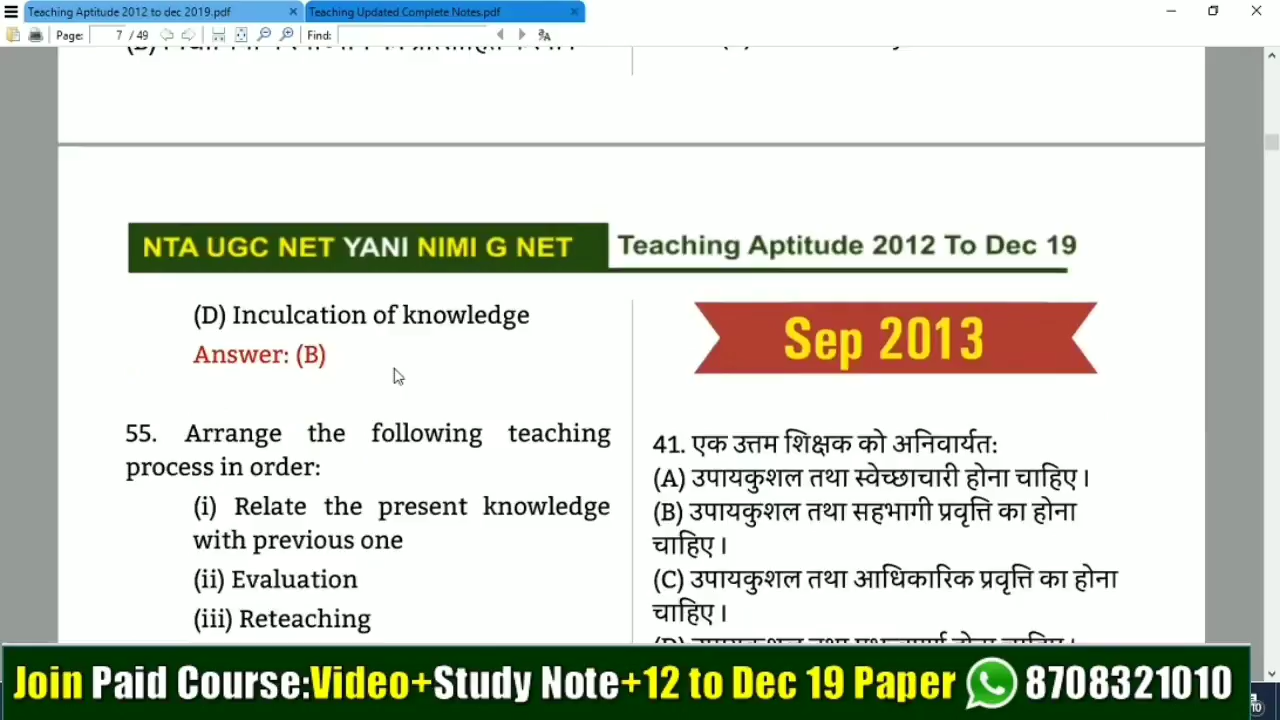 Teaching Aptitude 2012 to dec 2019.pdf × Teaching Updated Complete Notes.pdf ×
Page: 7 / 49 Find:
NTA UGC NET YANI NIMI G NET Teaching Aptitude 2012 To Dec 19
(D) Inculcation of knowledge
Answer: (B)
55. Arrange the following teaching
process in order:
(i) Relate the present knowledge
with previous one
(ii) Evaluation
(iii) Reteaching
Sep 2013
41. एक उत्तम शिक्षक को अनिवार्यत:
(A) उपायकुशल तथा स्वेच्छाचारी होना चाहिए ।
(B) उपायकुशल तथा सहभागी प्रवृत्ति का होना
चाहिए ।
(C) उपायकुशल तथा आधिकारिक प्रवृत्ति का होना
चाहिए ।
Join Paid Course:Video+Study Note+12 to Dec 19 Paper 8708321010